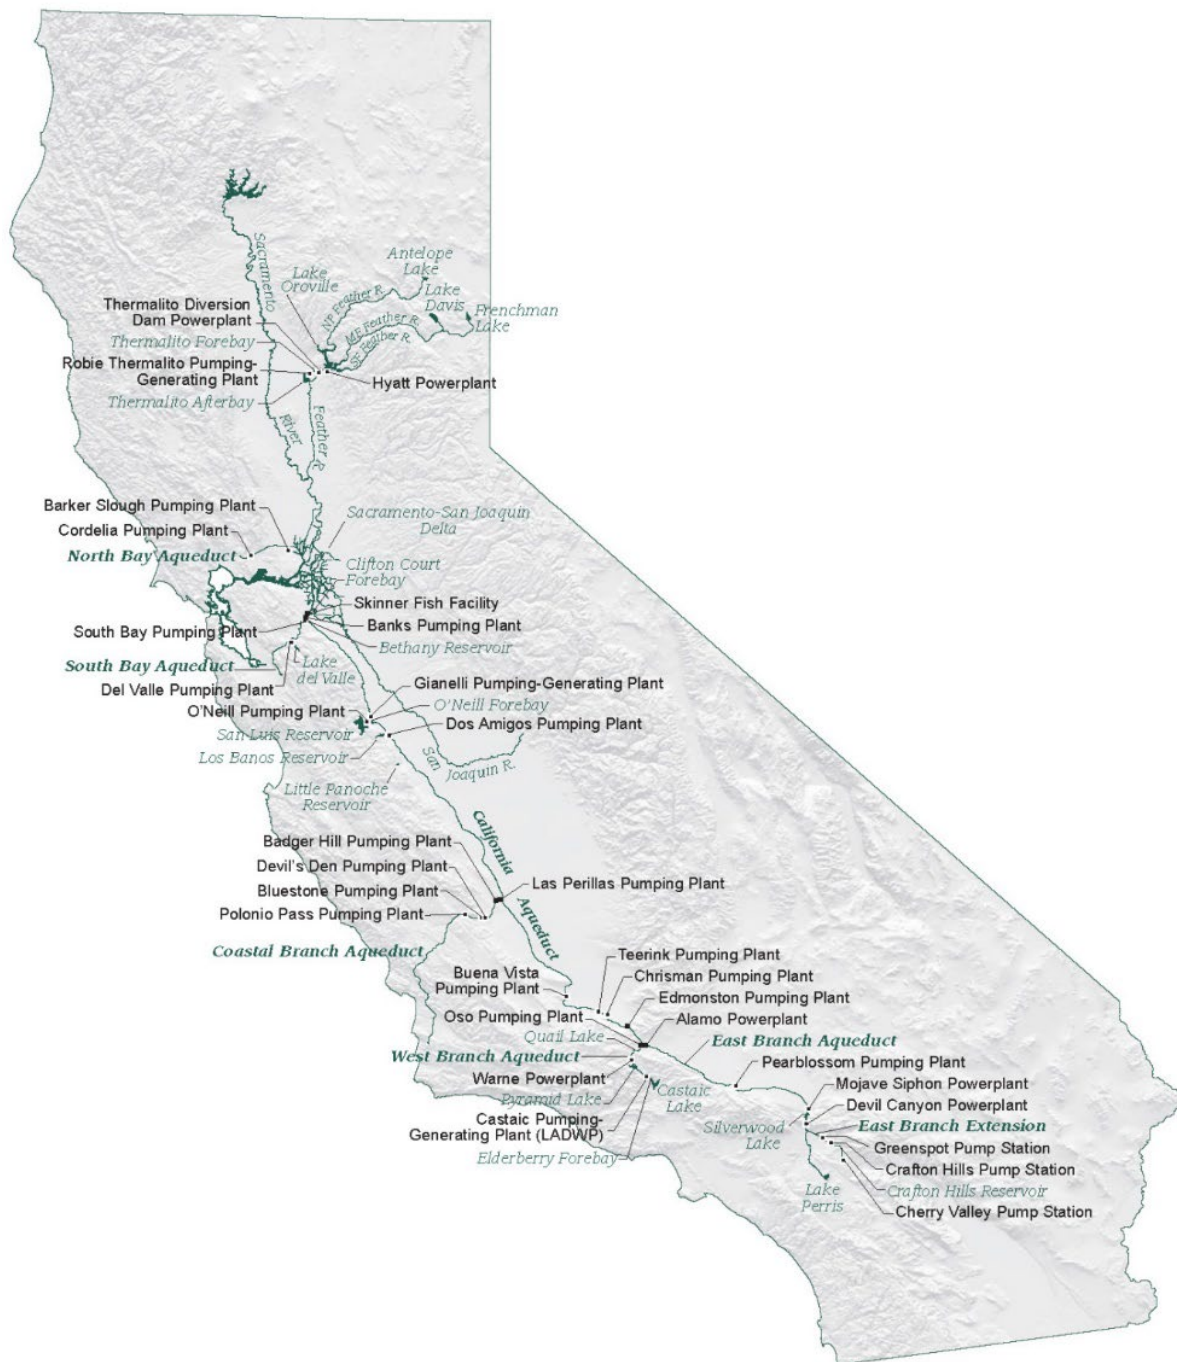 Sacramento
River
Antelope
Lake
Lake
Oroville
Lake
Davis
Frenchman
Lake
NF Feather R.
MF Feather R.
SF Feather R.
Thermalito Diversion
Dam Powerplant
Thermalito Forebay
Robie Thermalito Pumping-
Generating Plant
Hyatt Powerplant
Thermalito Afterbay
Feather R.
Barker Slough Pumping Plant
Cordelia Pumping Plant
North Bay Aqueduct
Sacramento-San Joaquin
Delta
Clifton Court
Forebay
Skinner Fish Facility
Banks Pumping Plant
South Bay Pumping Plant
Bethany Reservoir
South Bay Aqueduct
Lake
del Valle
Del Valle Pumping Plant
Gianelli Pumping-Generating Plant
O'Neill Forebay
O'Neill Pumping Plant
Dos Amigos Pumping Plant
San Luis Reservoir
Los Banos Reservoir
San
Joaquin R.
Little Panoche
Reservoir
California
Aqueduct
Badger Hill Pumping Plant
Devil's Den Pumping Plant
Las Perillas Pumping Plant
Bluestone Pumping Plant
Polonio Pass Pumping Plant
Coastal Branch Aqueduct
Teerink Pumping Plant
Buena Vista
Pumping Plant
Chrisman Pumping Plant
Edmonston Pumping Plant
Oso Pumping Plant
Alamo Powerplant
Quail Lake
East Branch Aqueduct
West Branch Aqueduct
Pearblossom Pumping Plant
Warne Powerplant
Mojave Siphon Powerplant
Pyramid Lake
Castaic
Lake
Devil Canyon Powerplant
Castaic Pumping-
Generating Plant (LADWP)
Silverwood
Lake
East Branch Extension
Greenspot Pump Station
Elderberry Forebay
Crafton Hills Pump Station
Lake
Perris
Crafton Hills Reservoir
Cherry Valley Pump Station